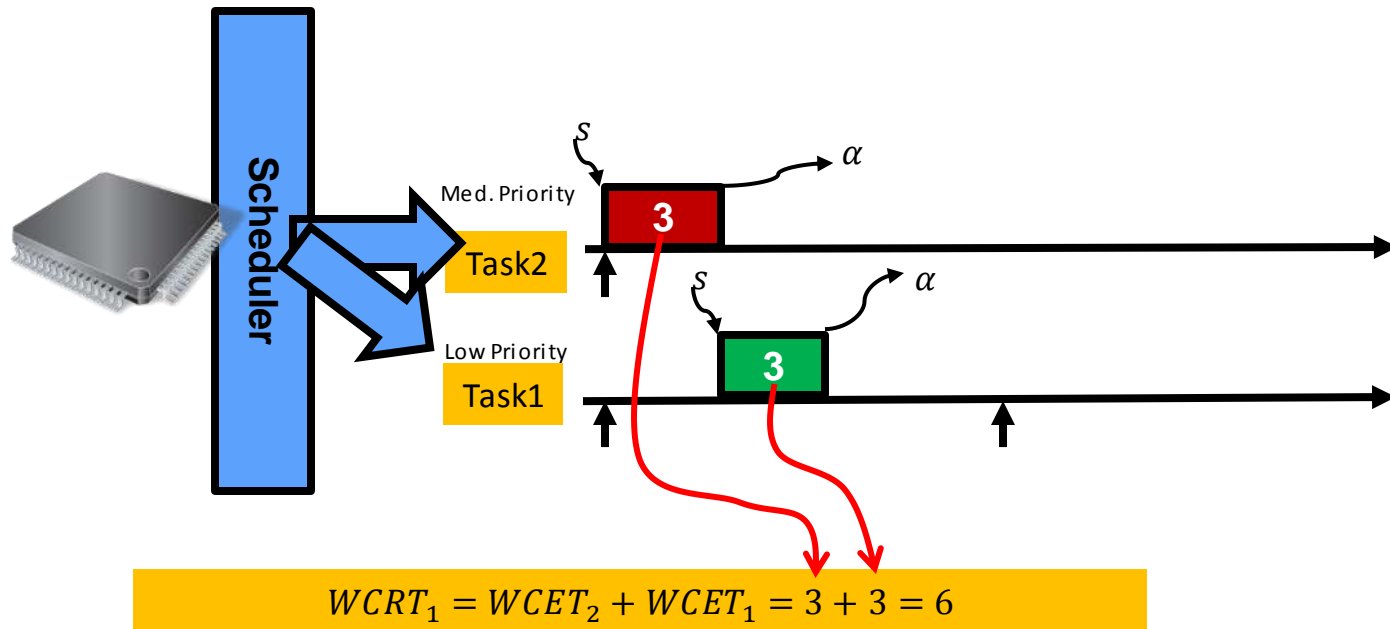 Scheduler
Med. Priority
Task2
s
3
α
Low Priority
Task1
s
3
α
WCRT₁ = WCET₂ + WCET₁ = 3 + 3 = 6